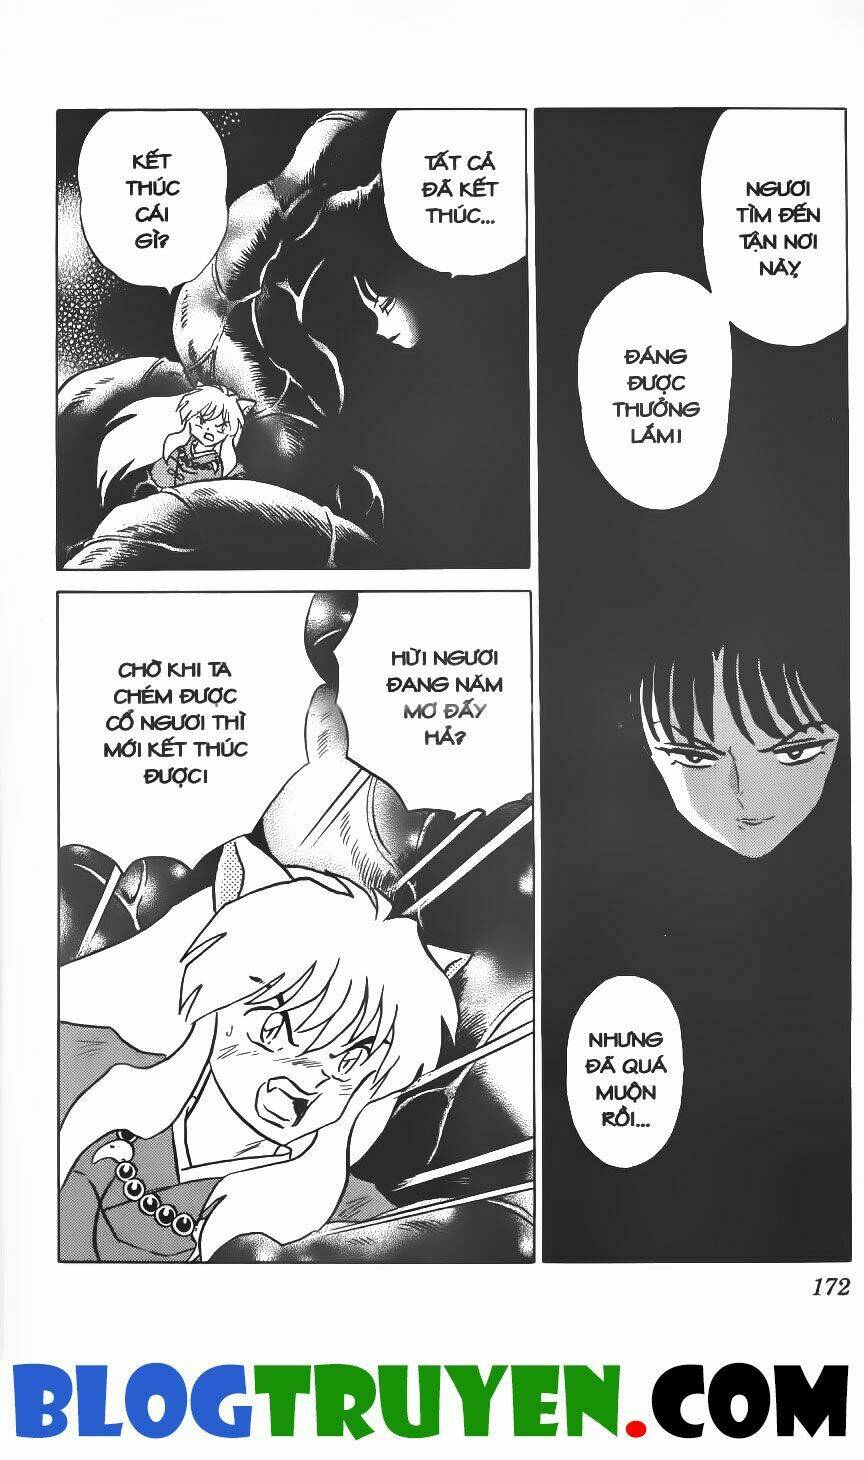 NGƯƠI
TÌM ĐẾN
TẬN NƠI
NÀY,
ĐÁNG
ĐƯỢC
THƯỞNG
LẮM!
NHƯNG
ĐÃ QUÁ
MUỘN
RỒI...
TẤT CẢ
ĐÃ KẾT
THÚC...
KẾT
THÚC
CÁI
GÌ?
HỪ! NGƯƠI
ĐANG NĂM
MƠ ĐẤY
HẢ?
CHỜ KHI TA
CHÉM ĐƯỢC
CỔ NGƯƠI THÌ
MỚI KẾT THÚC
ĐƯỢC!
172
BLOGTRUYEN.COM